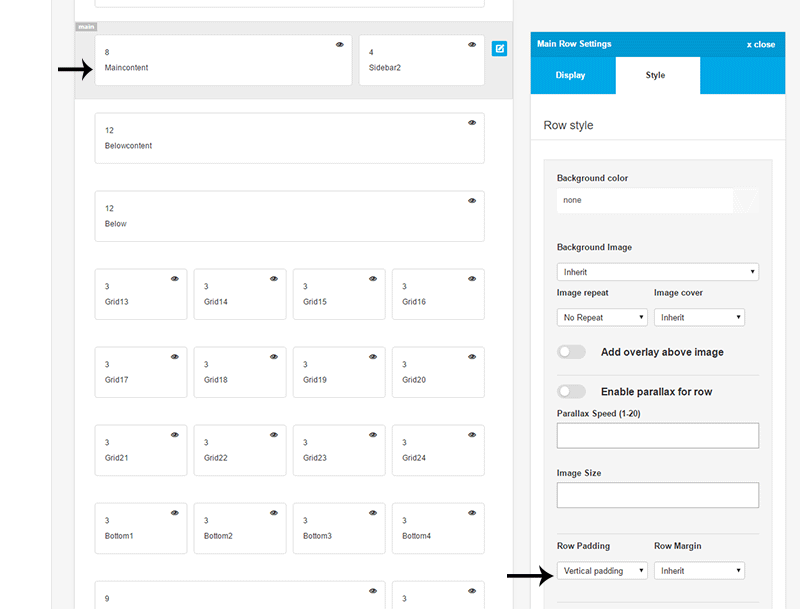 main
8
Maincontent
4
Sidebar2
12
Belowcontent
12
Below
3 3 3 3
Grid13 Grid14 Grid15 Grid16
3 3 3 3
Grid17 Grid18 Grid19 Grid20
3 3 3 3
Grid21 Grid22 Grid23 Grid24
3 3 3 3
Bottom1 Bottom2 Bottom3 Bottom4
9 3
Main Row Settings x close
Display Style
Row style
Background color
none
Background Image
Inherit
Image repeat Image cover
No Repeat Inherit
Add overlay above image
Enable parallax for row
Parallax Speed (1-20)
Image Size
Row Padding Row Margin
Vertical padding Inherit